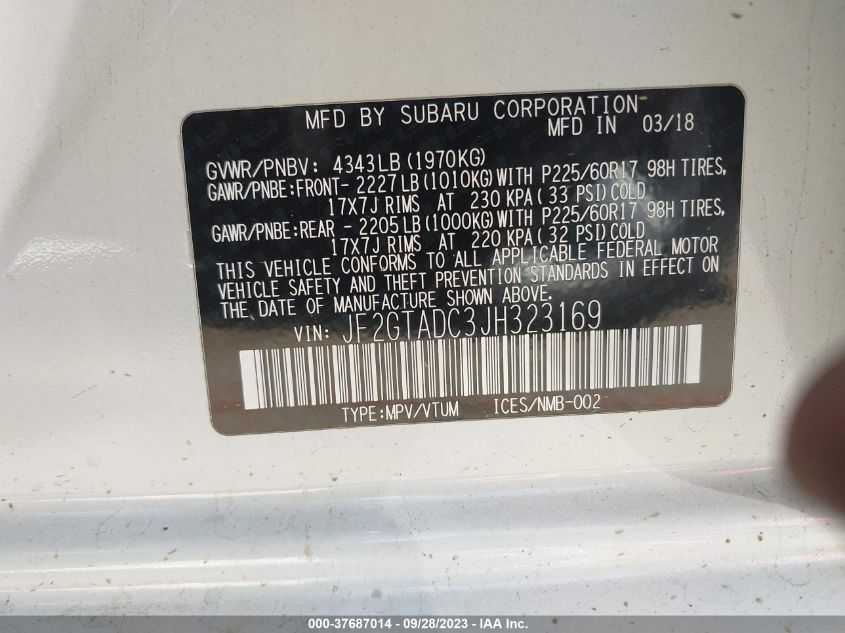 MFD BY SUBARU CORPORATION
MFD IN 03/18
GVWR/PNBV: 4343LB (1970KG)
GAWR/PNBE:FRONT- 2227LB(1010KG)WITH P225/60R17 98H TIRES,
17X7J RIMS AT 230 KPA(33 PSI)COLD
GAWR/PNBE:REAR - 2205LB(1000KG)WITH P225/60R17 98H TIRES,
17X7J RIMS AT 220 KPA(32 PSI)COLD
THIS VEHICLE CONFORMS TO ALL APPLICABLE FEDERAL MOTOR
VEHICLE SAFETY AND THEFT PREVENTION STANDARDS IN EFFECT ON
THE DATE OF MANUFACTURE SHOWN ABOVE.
VIN: JF2GTADC3JH323169
TYPE:MPV/VTUM ICES/NMB-002
000-37687014 - 09/28/2023 - IAA Inc.